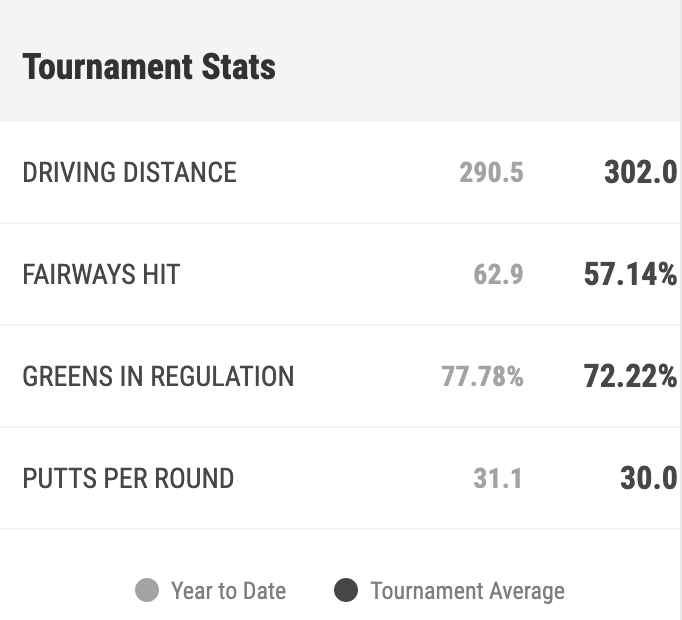 Tournament Stats
DRIVING DISTANCE 290.5 302.0
FAIRWAYS HIT 62.9 57.14%
GREENS IN REGULATION 77.78% 72.22%
PUTTS PER ROUND 31.1 30.0
Year to Date Tournament Average